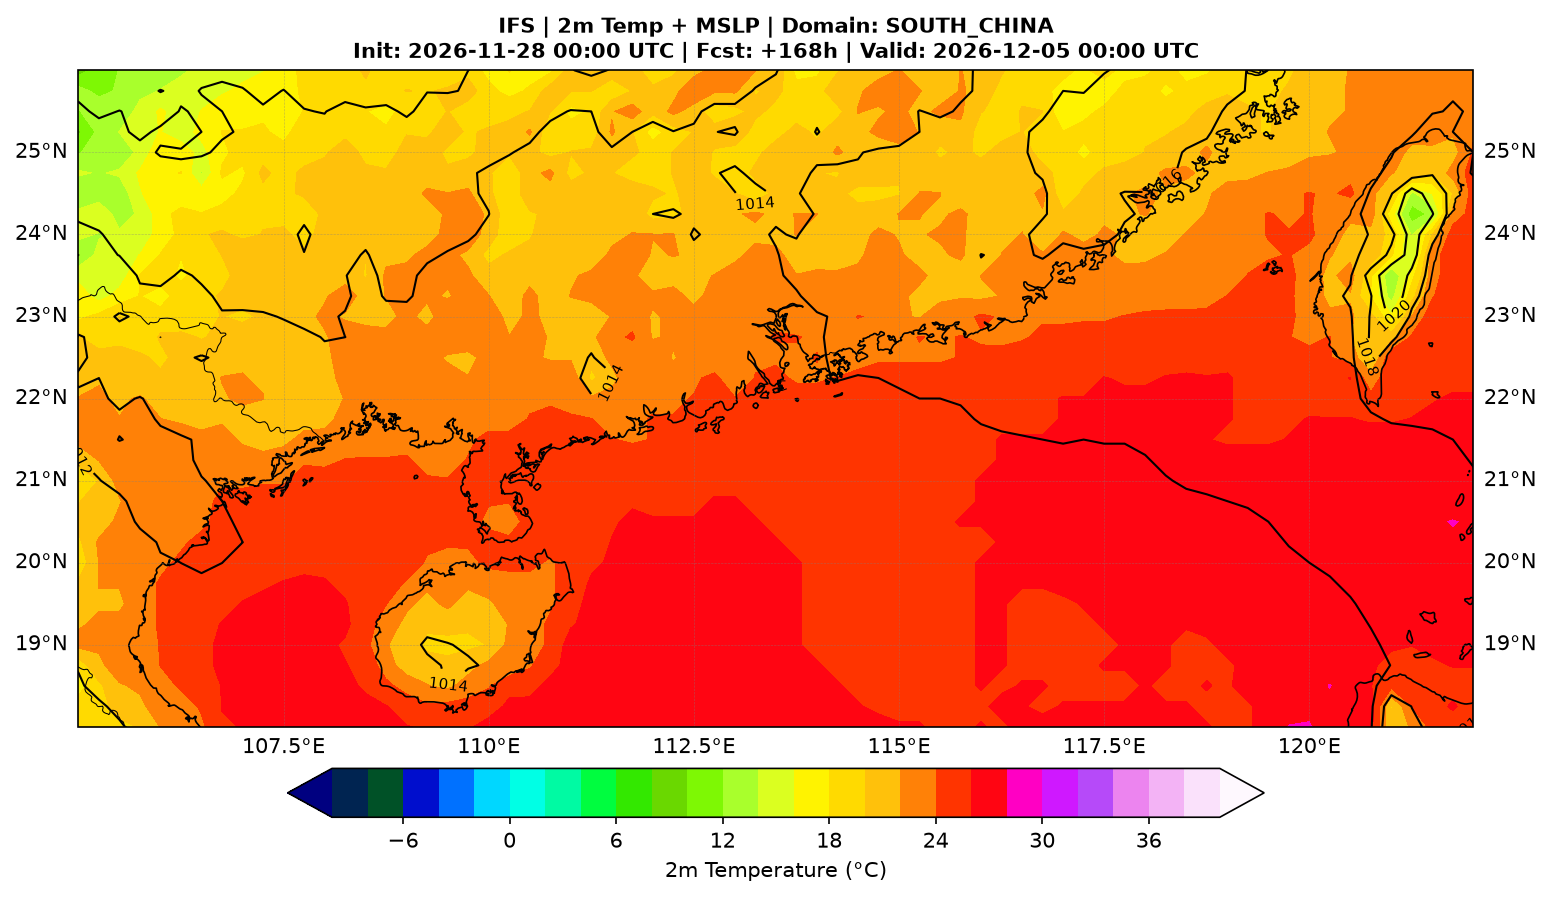 IFS | 2m Temp + MSLP | Domain: SOUTH_CHINA
Init: 2026-11-28 00:00 UTC | Fcst: +168h | Valid: 2026-12-05 00:00 UTC
25°N
24°N
23°N
22°N
21°N
20°N
19°N
25°N
24°N
23°N
22°N
21°N
20°N
19°N
1016
1014
1020
1018
1014
1014
107.5°E
110°E
112.5°E
115°E
117.5°E
120°E
−6
0
6
12
18
24
30
36
2m Temperature (°C)